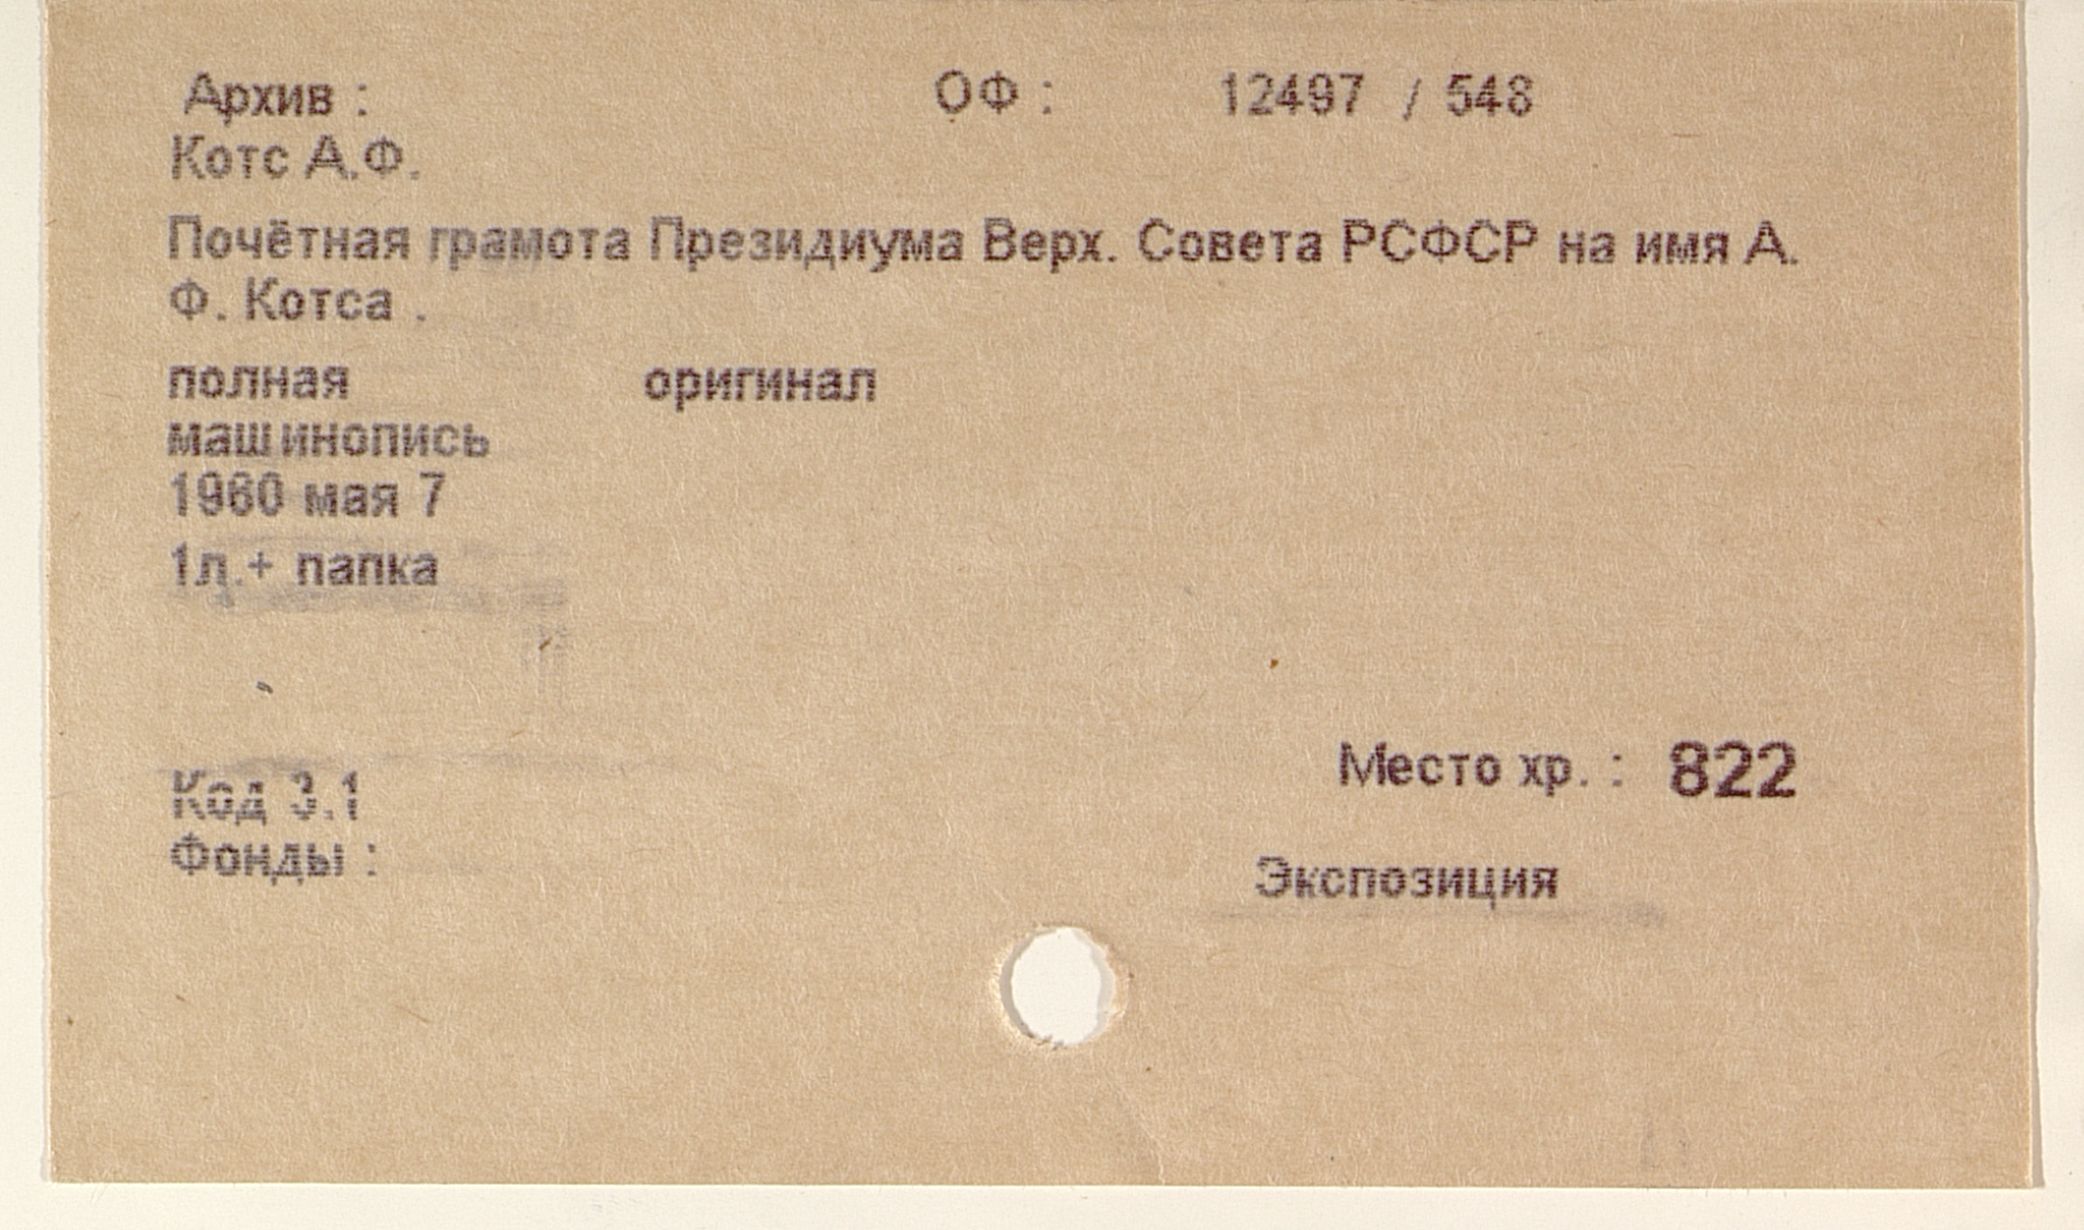 Архив : ОФ : 12497 / 548
Котс А.Ф.
Почётная грамота Президиума Верх. Совета РСФСР на имя А.
Ф. Котса .
полная оригинал
машинопись
1960 мая 7
1л.+ папка
Место хр. : 822
Код 3.1
Фонды :
Экспозиция